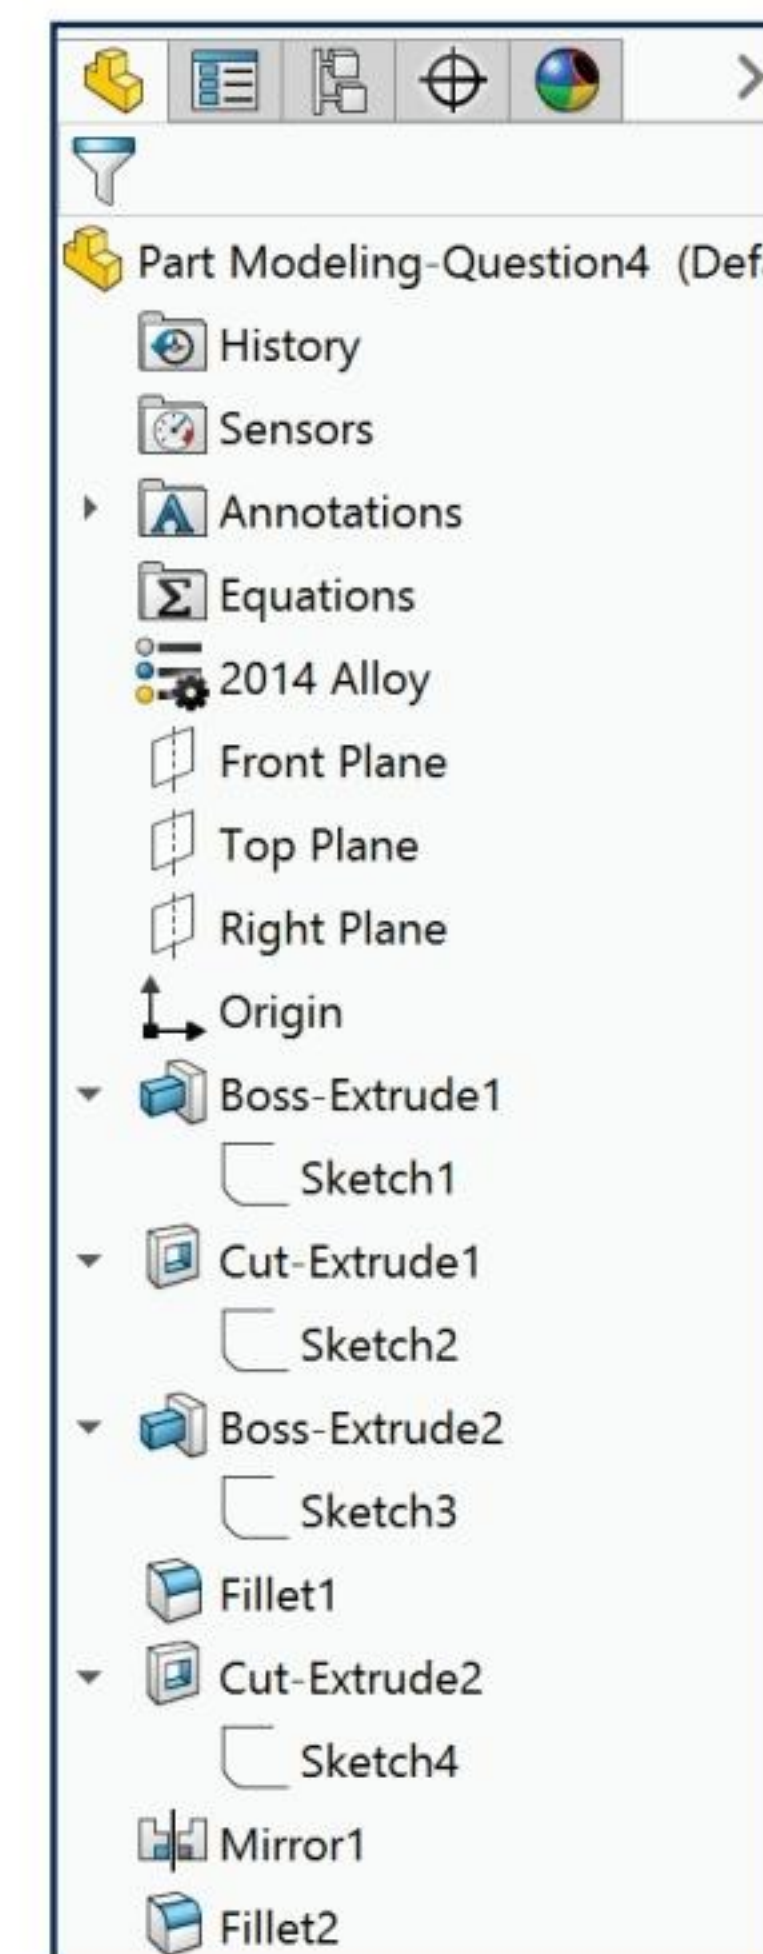 Part Modeling-Question4 (Def
History
Sensors
Annotations
Equations
2014 Alloy
Front Plane
Top Plane
Right Plane
Origin
Boss-Extrude1
Sketch1
Cut-Extrude1
Sketch2
Boss-Extrude2
Sketch3
Fillet1
Cut-Extrude2
Sketch4
Mirror1
Fillet2